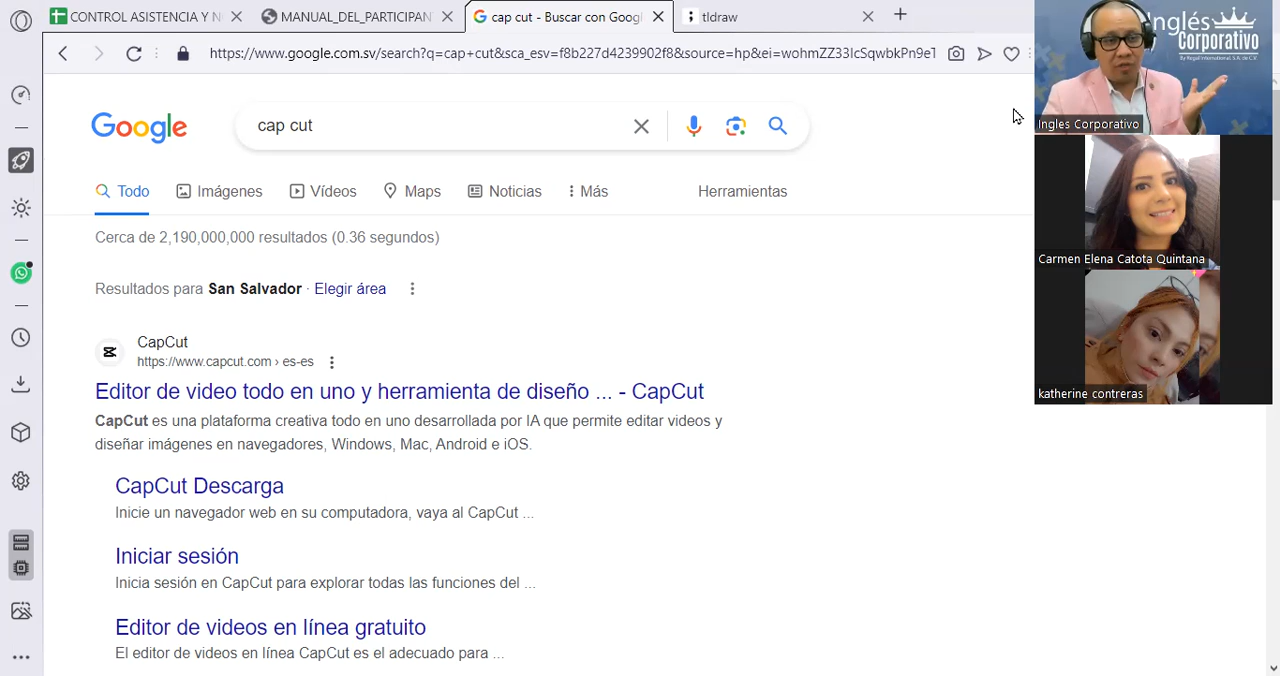 CONTROL ASISTENCIA Y N
MANUAL_DEL_PARTICIPAN
cap cut - Buscar con Googl
tldraw
https://www.google.com.sv/search?q=cap+cut&sca_esv=f8b227d4239902f8&source=hp&ei=wohmZZ33IcSqwbkPn9e1
Google
cap cut
Todo
Imágenes
Vídeos
Maps
Noticias
Más
Herramientas
Cerca de 2,190,000,000 resultados (0.36 segundos)
Resultados para San Salvador · Elegir área
CapCut
https://www.capcut.com › es-es
Editor de video todo en uno y herramienta de diseño ... - CapCut
CapCut es una plataforma creativa todo en uno desarrollada por IA que permite editar videos y
diseñar imágenes en navegadores, Windows, Mac, Android e iOS.
CapCut Descarga
Inicie un navegador web en su computadora, vaya al CapCut ...
Iniciar sesión
Inicia sesión en CapCut para explorar todas las funciones del ...
Editor de videos en línea gratuito
El editor de videos en línea CapCut es el adecuado para ...
Inglés
Corporativo
By Regal International, S.A. de C.V.
Ingles Corporativo
Carmen Elena Catota Quintana
katherine contreras